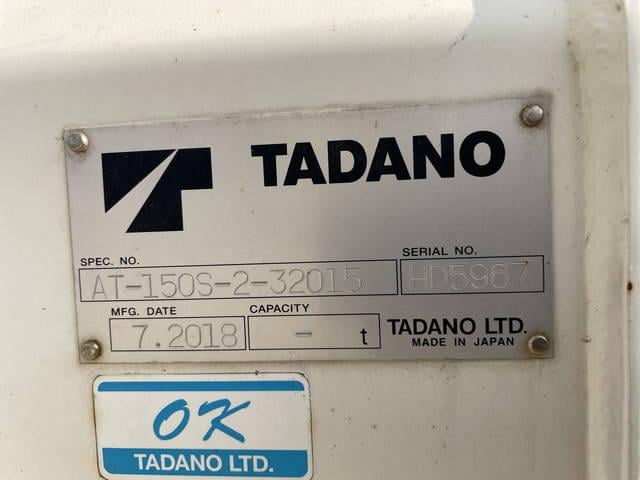 TADANO
SPEC. NO.
AT-150S-2-32015
SERIAL NO.
HD5967
MFG. DATE
7.2018
CAPACITY
- t
TADANO LTD.
MADE IN JAPAN
OK
TADANO LTD.